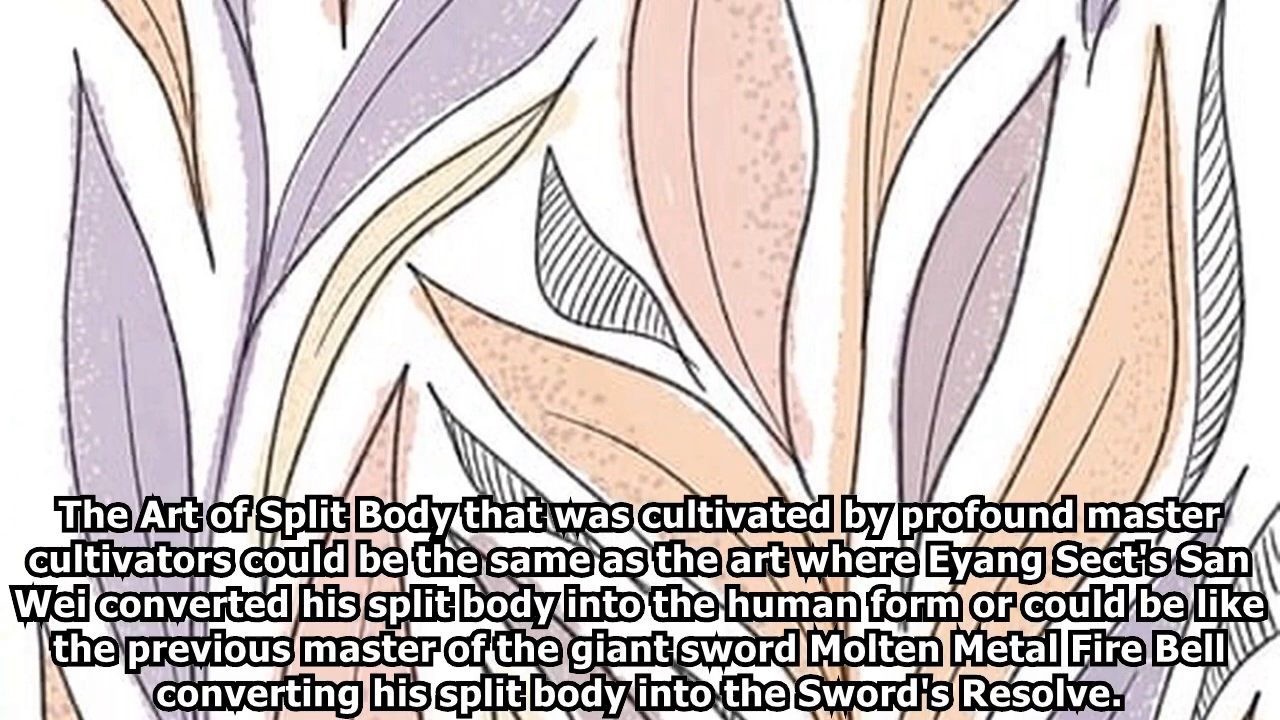 The Art of Split Body that was cultivated by profound master
cultivators could be the same as the art where Eyang Sect's San
Wei converted his split body into the human form or could be like
the previous master of the giant sword Molten Metal Fire Bell
converting his split body into the Sword's Resolve.